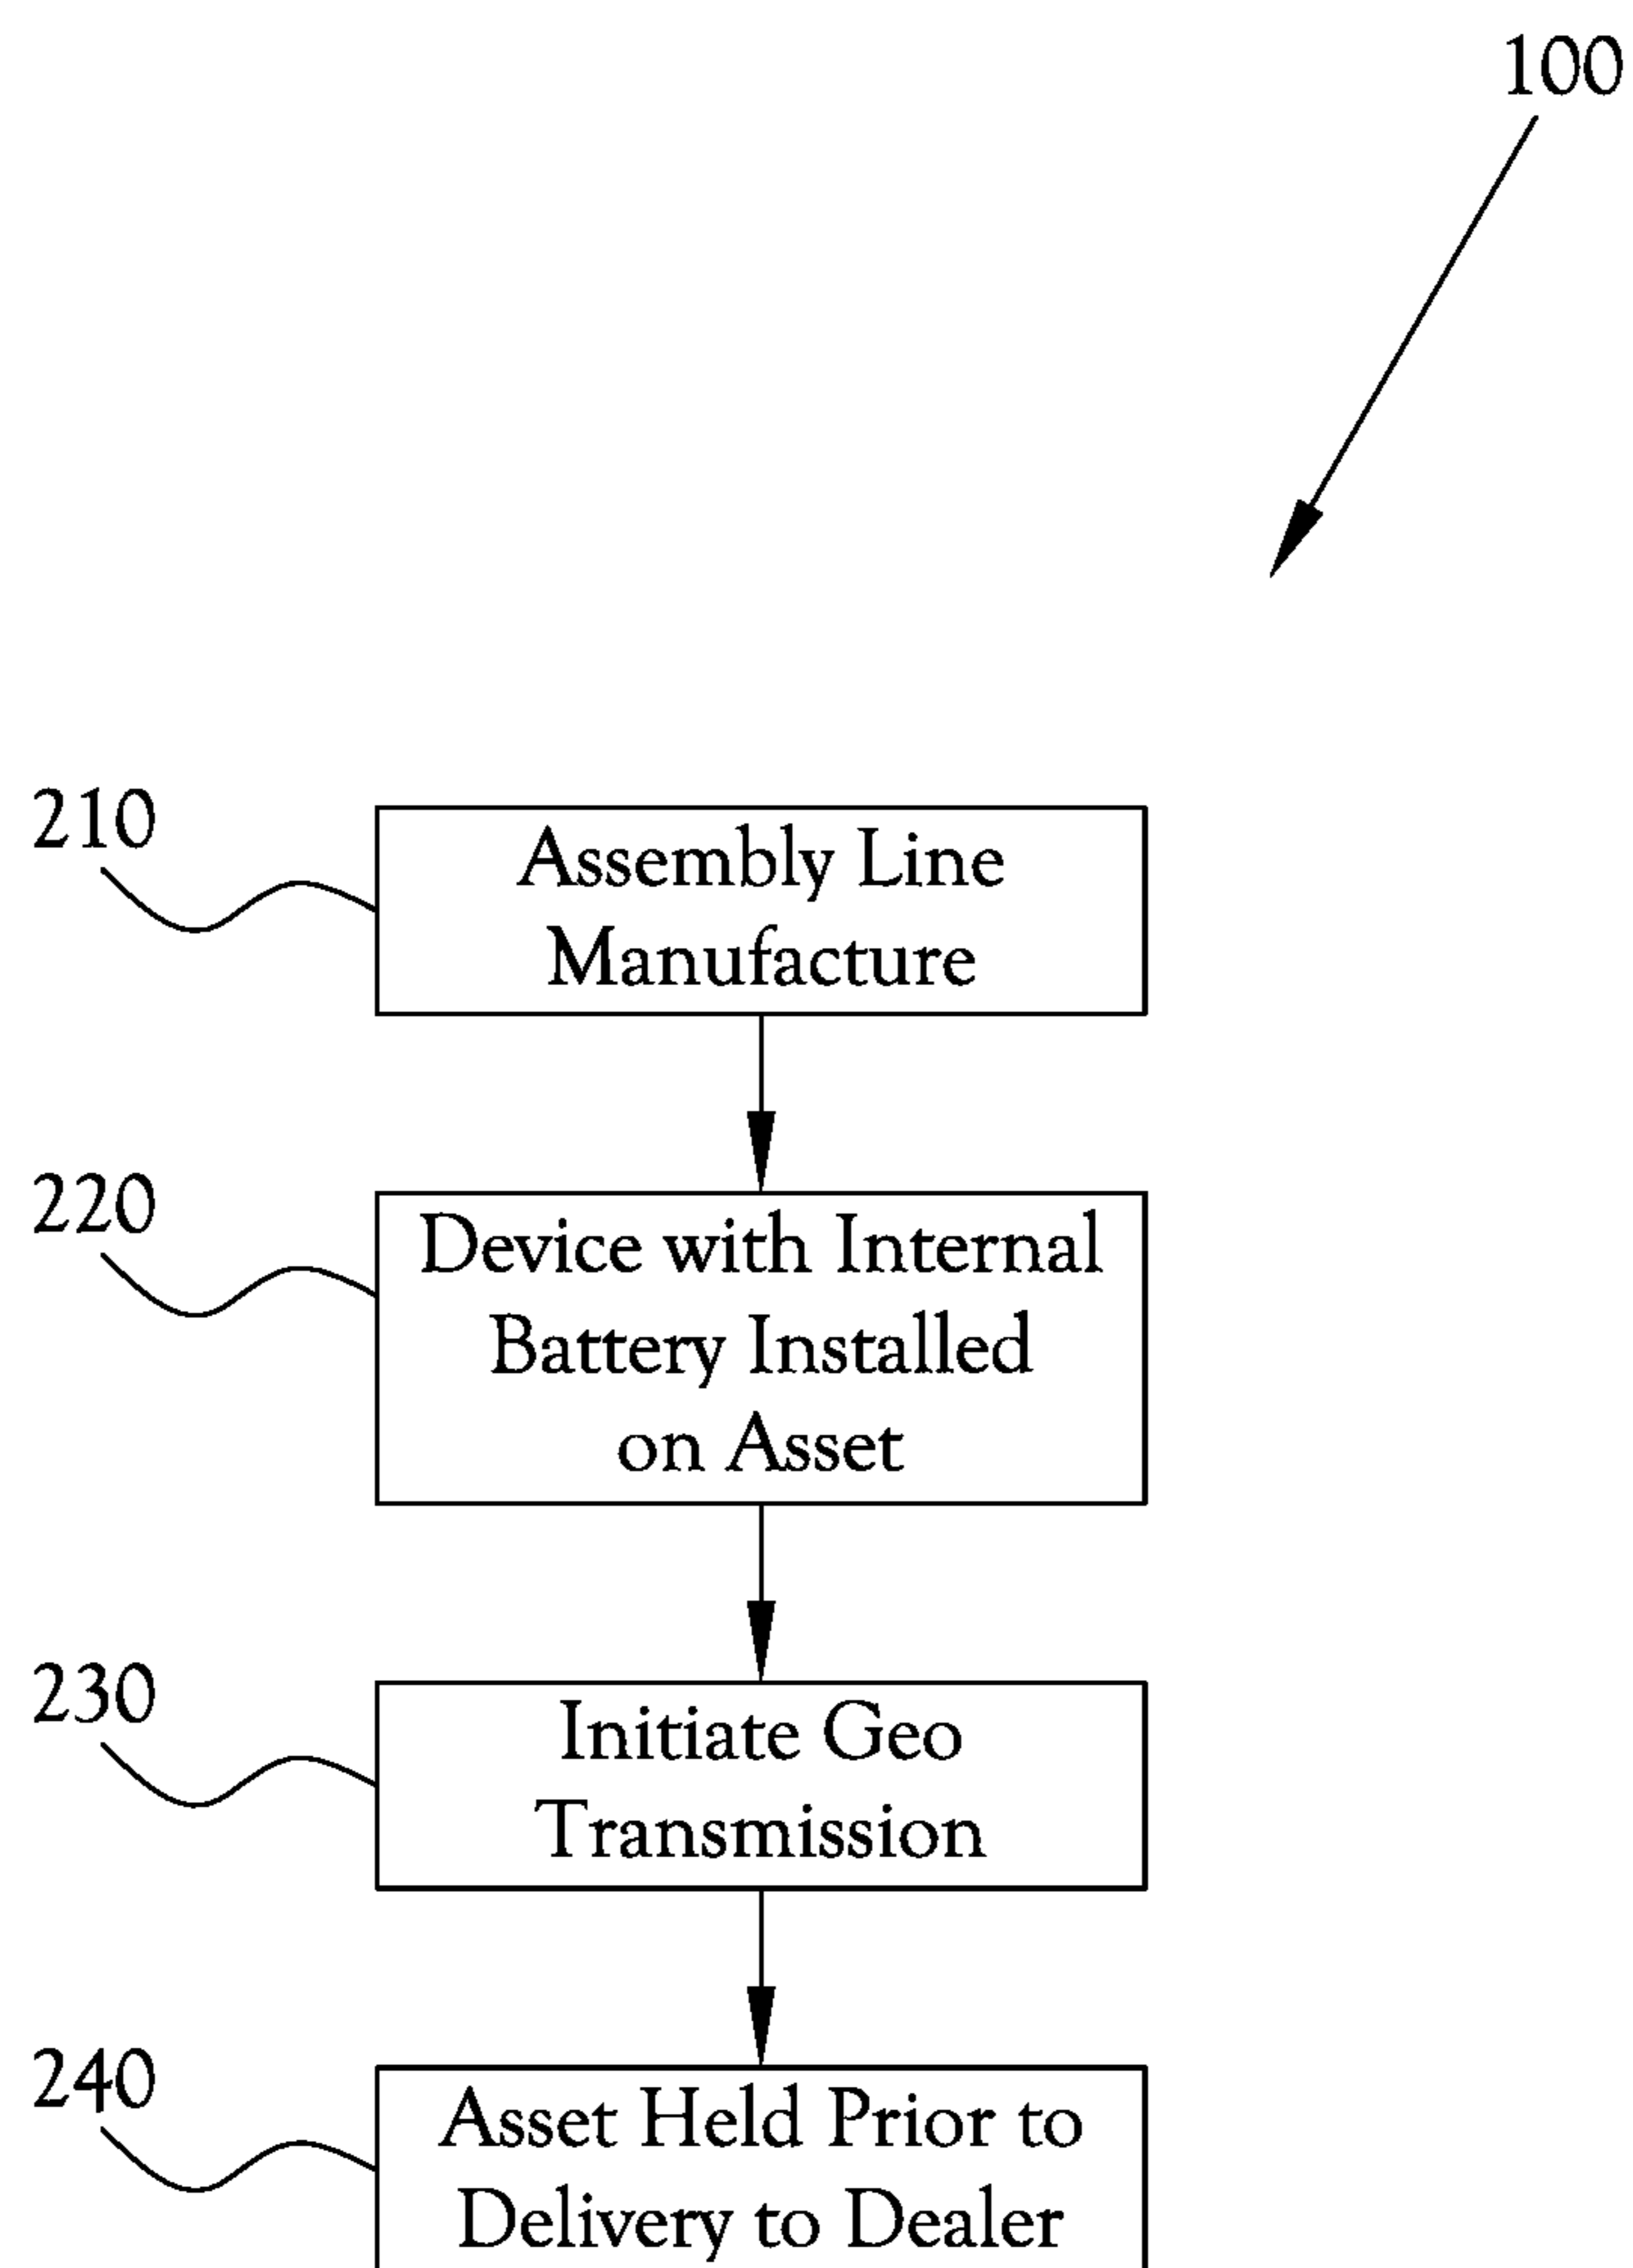 100
210
Assembly Line
Manufacture
220
Device with Internal
Battery Installed
on Asset
230
Initiate Geo
Transmission
240
Asset Held Prior to
Delivery to Dealer